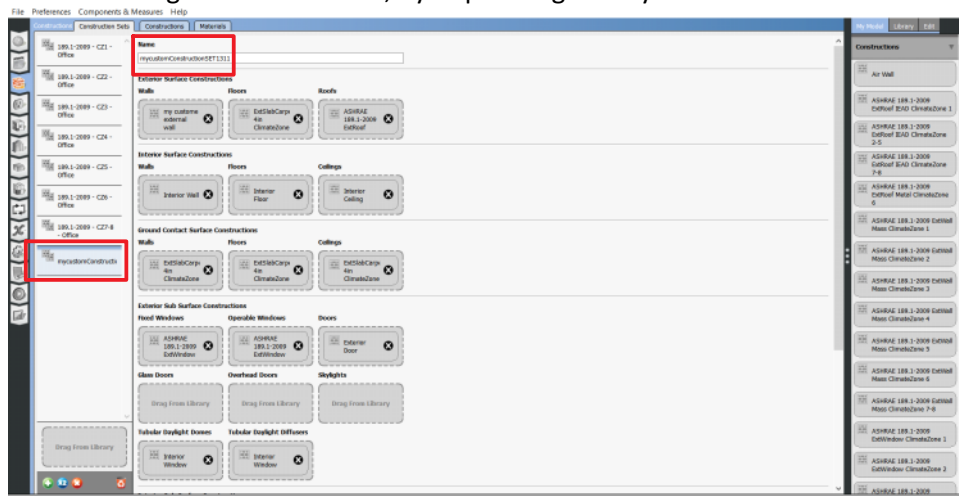 File Preferences Components & Measures Help
Constructions Construction Sets Constructions Materials
My Model Library Edit
189.1-2009 - CZ1 -
Office
189.1-2009 - CZ2 -
Office
189.1-2009 - CZ3 -
Office
189.1-2009 - CZ4 -
Office
189.1-2009 - CZ5 -
Office
189.1-2009 - CZ6 -
Office
189.1-2009 - CZ7-8
- Office
mycustomConstructio
Drag From Library
Name
mycustomConstructionSET1311
Exterior Surface Constructions
Walls Floors Roofs
my custome
external
wall
ExtSlabCarpe
4in
ClimateZone
ASHRAE
189.1-2009
ExtRoof
Interior Surface Constructions
Walls Floors Ceilings
Interior Wall
Interior
Floor
Interior
Ceiling
Ground Contact Surface Constructions
Walls Floors Ceilings
ExtSlabCarpe
4in
ClimateZone
ExtSlabCarpe
4in
ClimateZone
ExtSlabCarpe
4in
ClimateZone
Exterior Sub Surface Constructions
Fixed Windows Operable Windows Doors
ASHRAE
189.1-2009
ExtWindow
ASHRAE
189.1-2009
ExtWindow
Exterior
Door
Glass Doors Overhead Doors Skylights
Drag From Library Drag From Library Drag From Library
Tubular Daylight Domes Tubular Daylight Diffusers
Interior
Window
Interior
Window
Constructions
Air Wall
ASHRAE 189.1-2009
ExtRoof IEAD ClimateZone 1
ASHRAE 189.1-2009
ExtRoof IEAD ClimateZone
2-5
ASHRAE 189.1-2009
ExtRoof IEAD ClimateZone
7-8
ASHRAE 189.1-2009
ExtRoof Metal ClimateZone
6
ASHRAE 189.1-2009 ExtWall
Mass ClimateZone 1
ASHRAE 189.1-2009 ExtWall
Mass ClimateZone 2
ASHRAE 189.1-2009 ExtWall
Mass ClimateZone 3
ASHRAE 189.1-2009 ExtWall
Mass ClimateZone 4
ASHRAE 189.1-2009 ExtWall
Mass ClimateZone 5
ASHRAE 189.1-2009 ExtWall
Mass ClimateZone 6
ASHRAE 189.1-2009 ExtWall
Mass ClimateZone 7-8
ASHRAE 189.1-2009
ExtWindow ClimateZone 1
ASHRAE 189.1-2009
ExtWindow ClimateZone 2
ASHRAE 189.1-2009